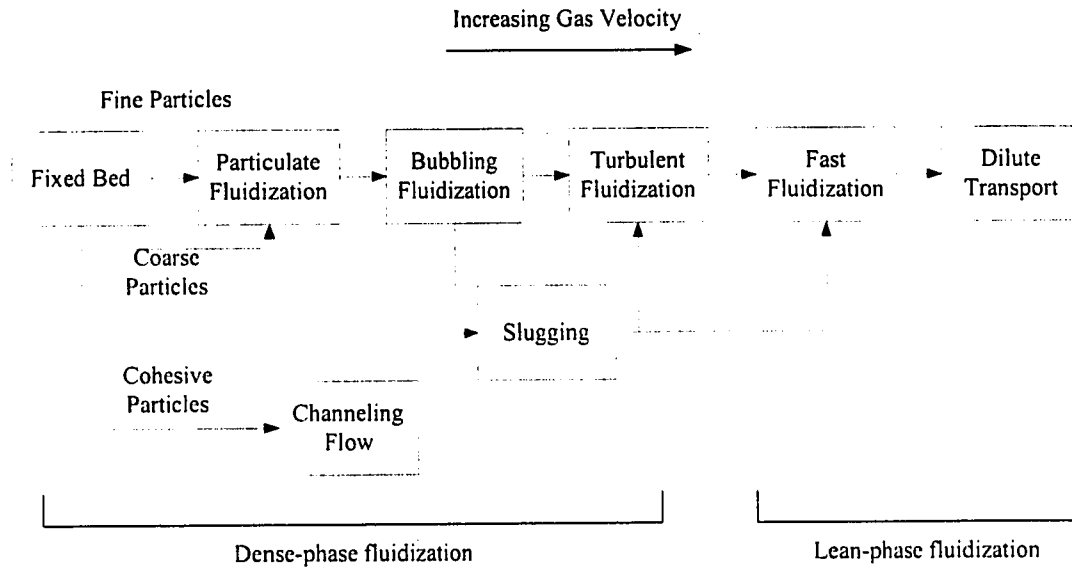 Increasing Gas Velocity
Fine Particles
Fixed Bed
Particulate
Fluidization
Bubbling
Fluidization
Turbulent
Fluidization
Fast
Fluidization
Dilute
Transport
Coarse
Particles
Slugging
Cohesive
Particles
Channeling
Flow
Dense-phase fluidization
Lean-phase fluidization